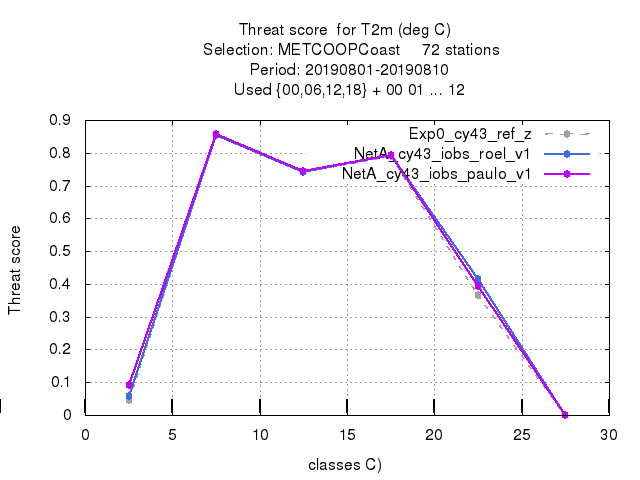 Threat score  for T2m (deg C)
Selection: METCOOPCoast     72 stations
Period: 20190801-20190810
Used {00,06,12,18} + 00 01 ... 12
Exp0_cy43_ref_z
NetA_cy43_iobs_roel_v1
NetA_cy43_iobs_paulo_v1
Threat score
0.9
0.8
0.7
0.6
0.5
0.4
0.3
0.2
0.1
0
0 5 10 15 20 25 30
classes C)